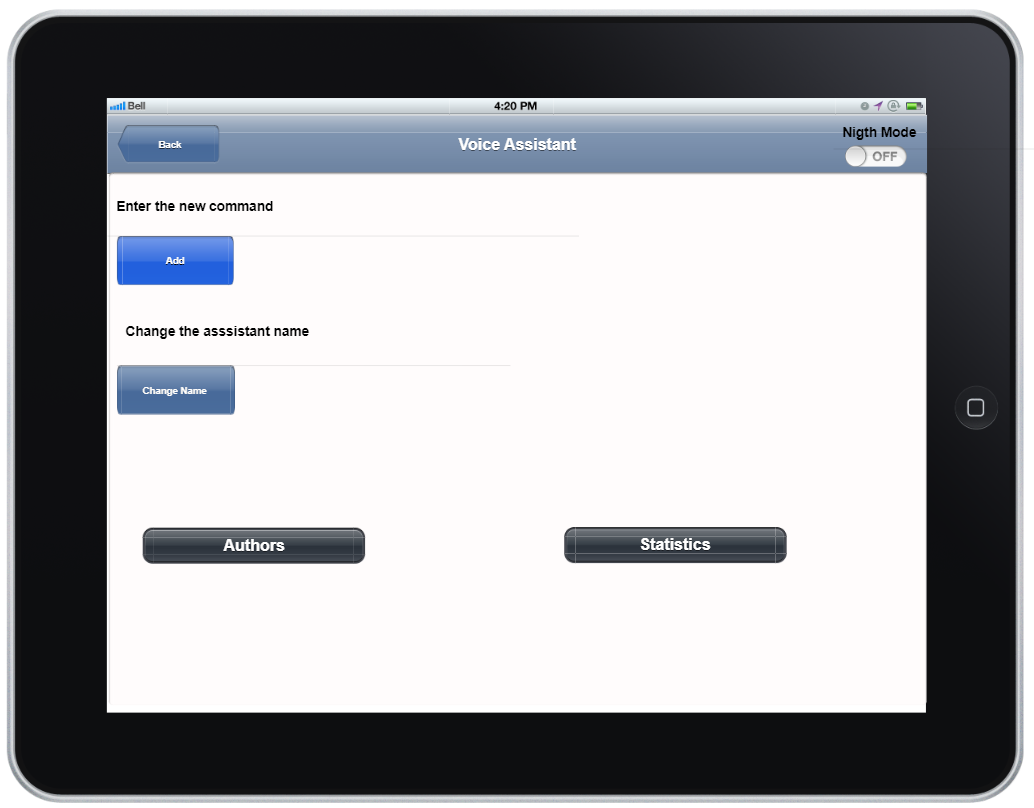 Bell
4:20 PM
Back
Voice Assistant
Nigth Mode
OFF
Enter the new command
Add
Change the asssistant name
Change Name
Authors
Statistics